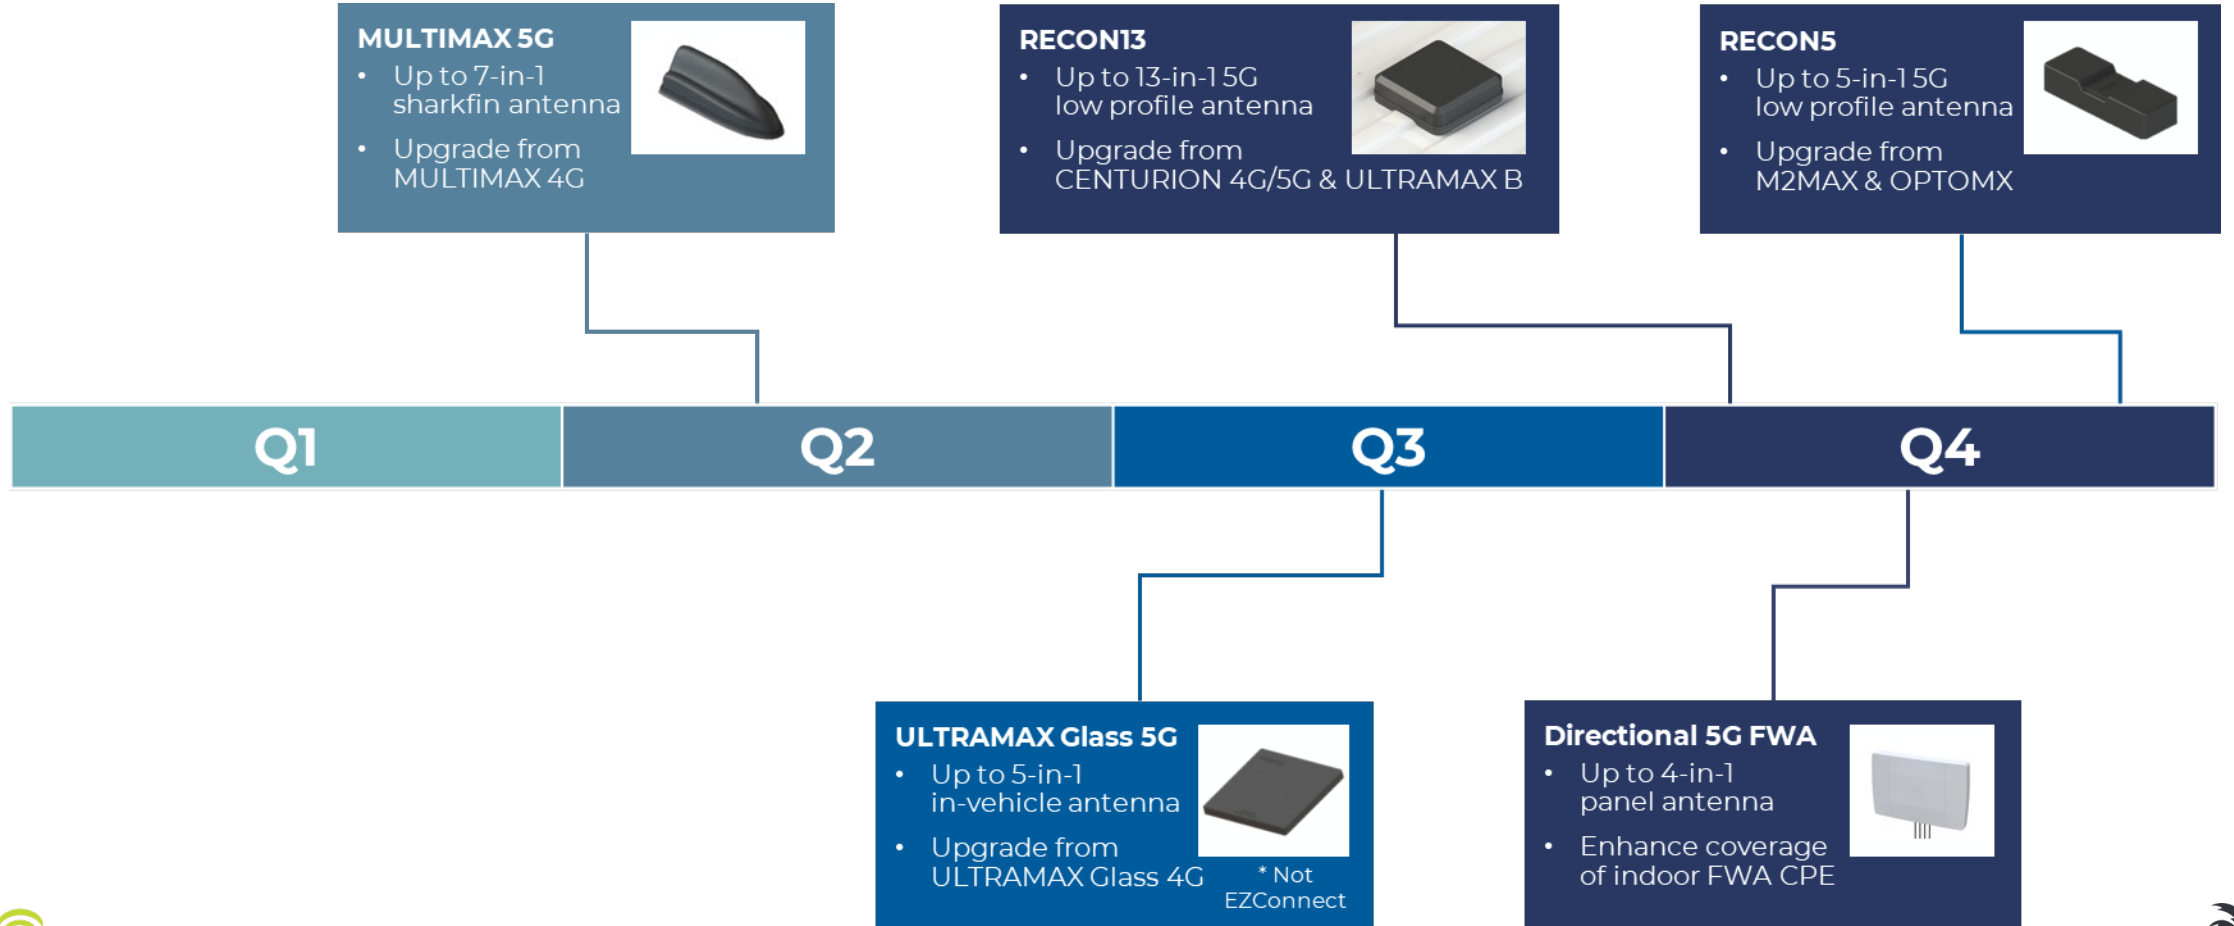 MULTIMAX 5G
• Up to 7-in-1
sharkfin antenna
• Upgrade from
MULTIMAX 4G
RECON13
• Up to 13-in-1 5G
low profile antenna
• Upgrade from
CENTURION 4G/5G & ULTRAMAX B
RECON5
• Up to 5-in-1 5G
low profile antenna
• Upgrade from
M2MAX & OPTOMX
Q1
Q2
Q3
Q4
ULTRAMAX Glass 5G
• Up to 5-in-1
in-vehicle antenna
• Upgrade from
ULTRAMAX Glass 4G
* Not
EZConnect
Directional 5G FWA
• Up to 4-in-1
panel antenna
• Enhance coverage
of indoor FWA CPE